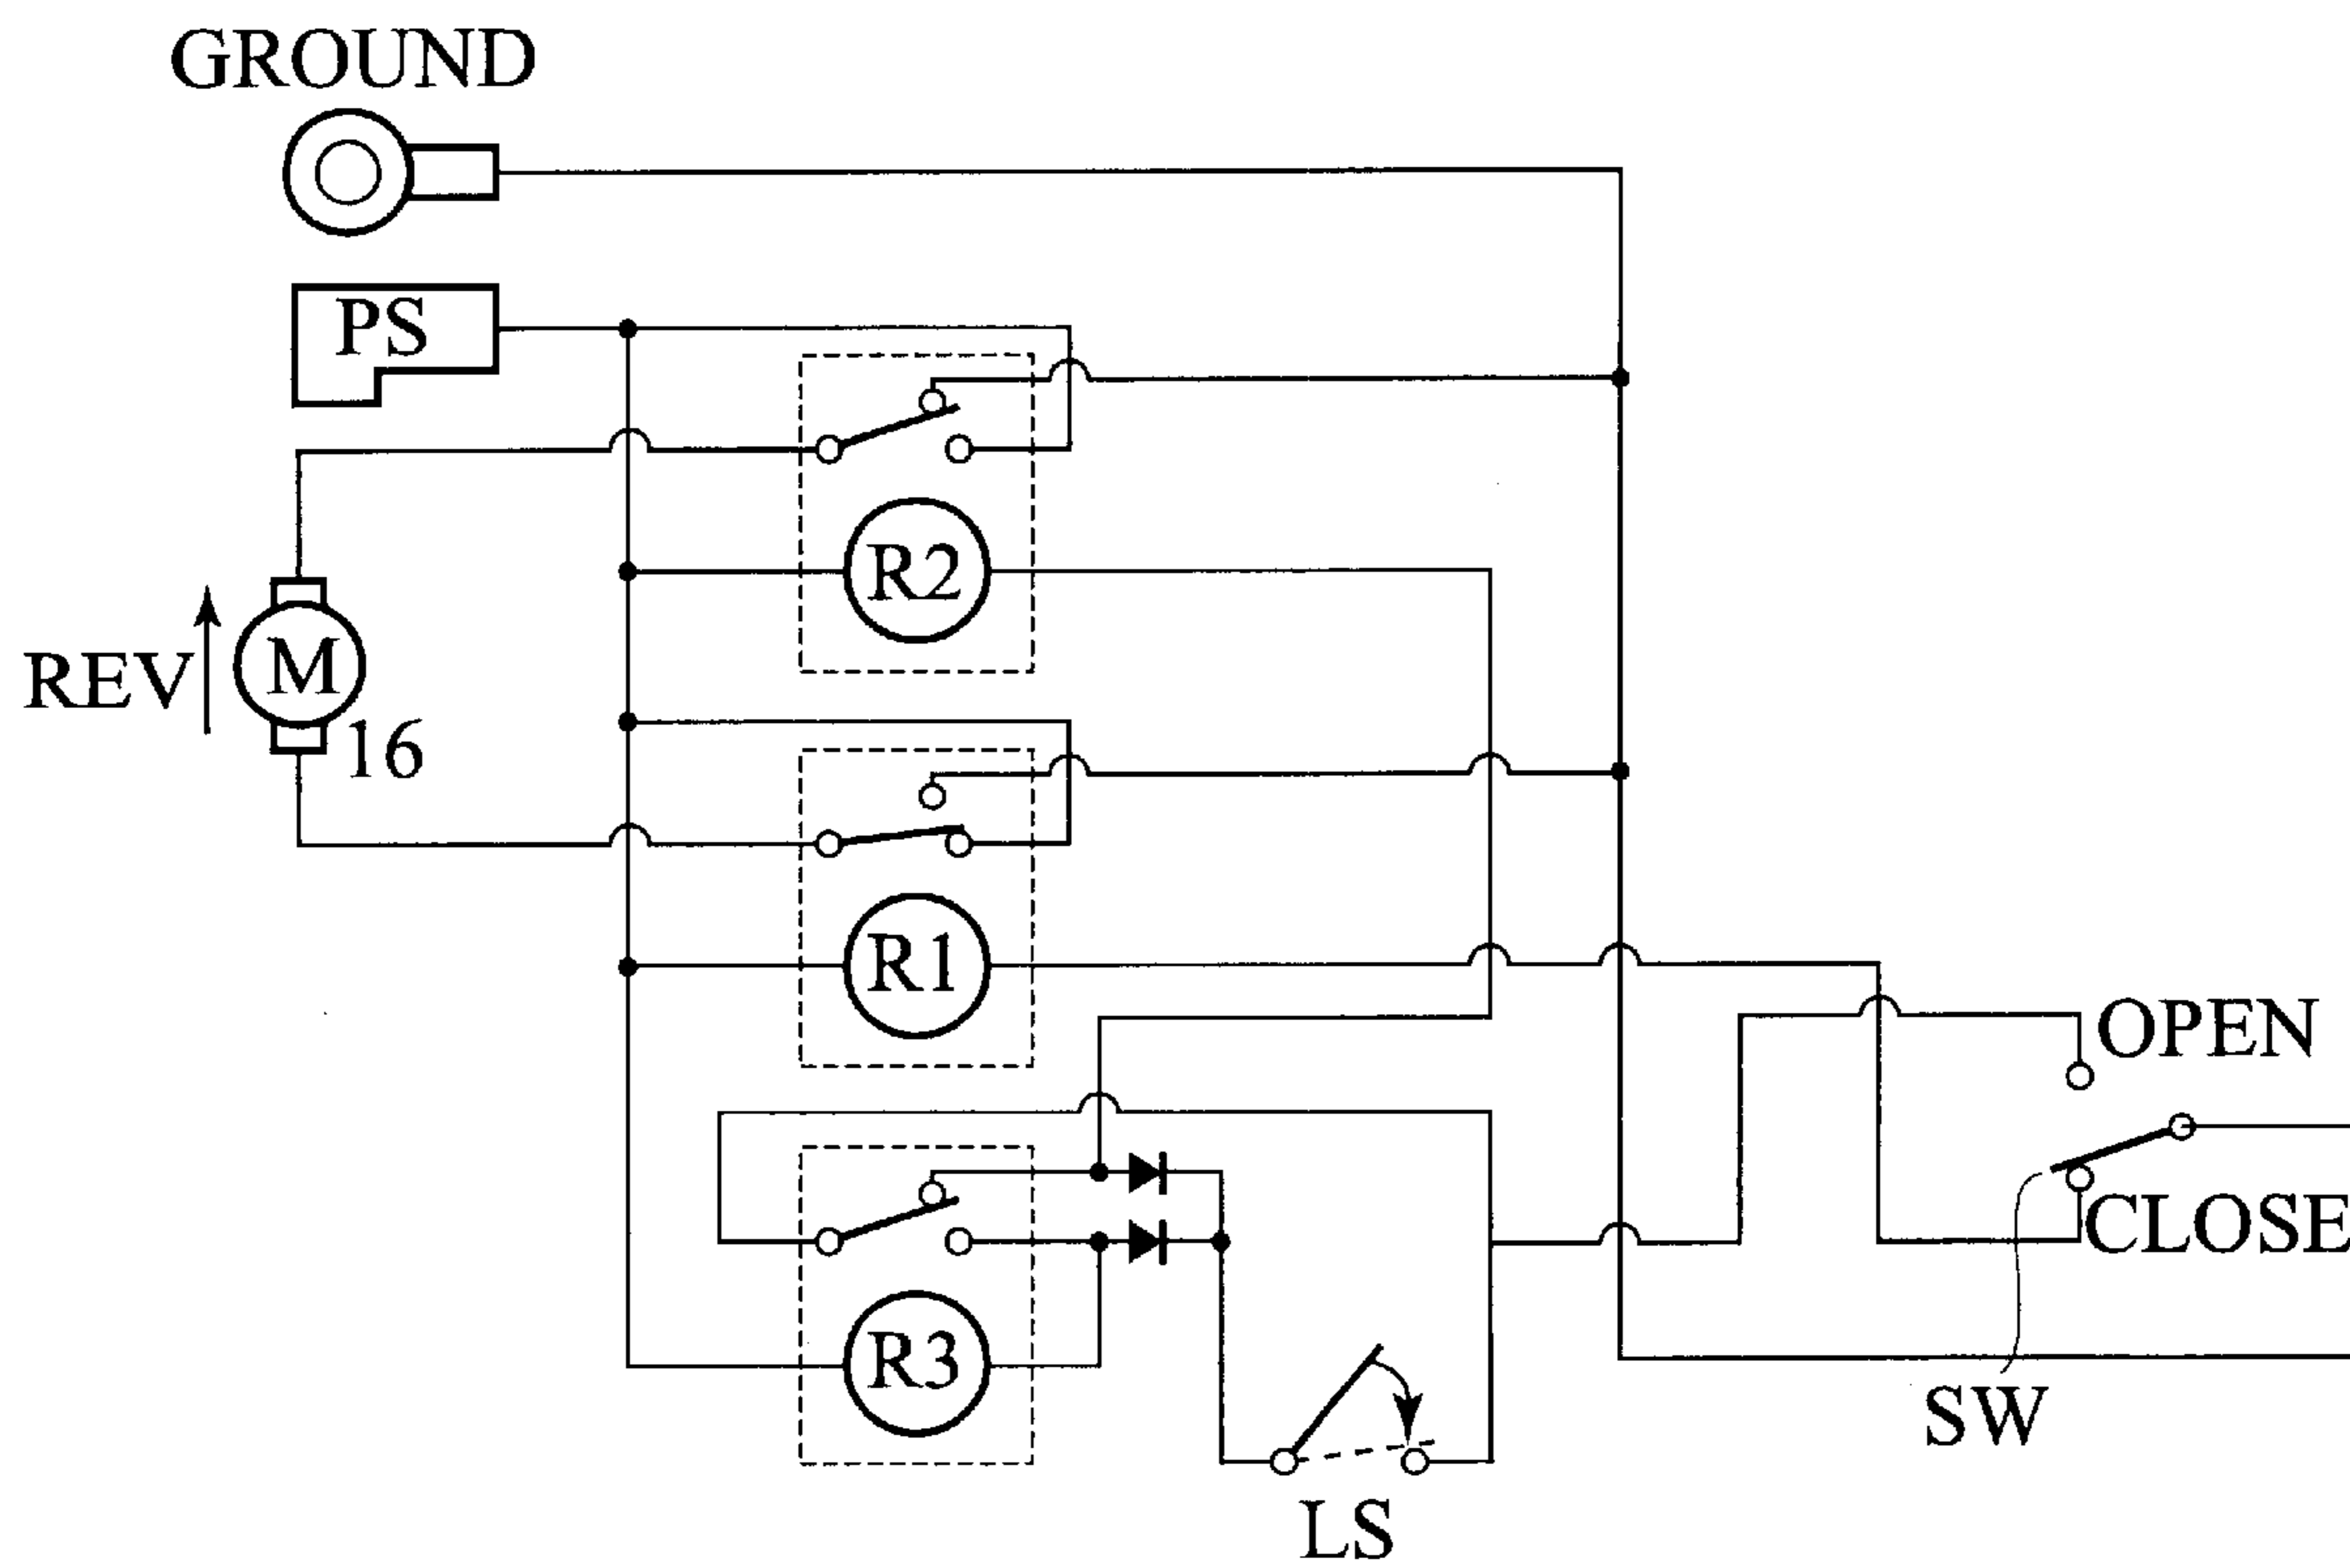 GROUND
PS
R2
REV
M
16
R1
OPEN
CLOSE
R3
SW
LS